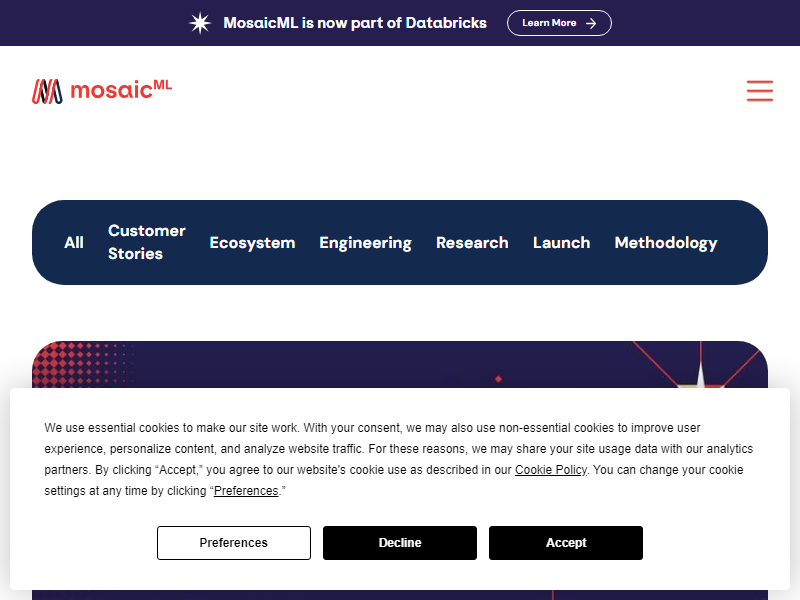 MosaicML is now part of Databricks
Learn More
mosaicML
All
Customer
Stories
Ecosystem
Engineering
Research
Launch
Methodology
We use essential cookies to make our site work. With your consent, we may also use non-essential cookies to improve user
experience, personalize content, and analyze website traffic. For these reasons, we may share your site usage data with our analytics
partners. By clicking “Accept,” you agree to our website's cookie use as described in our Cookie Policy. You can change your cookie
settings at any time by clicking “Preferences.”
Preferences
Decline
Accept